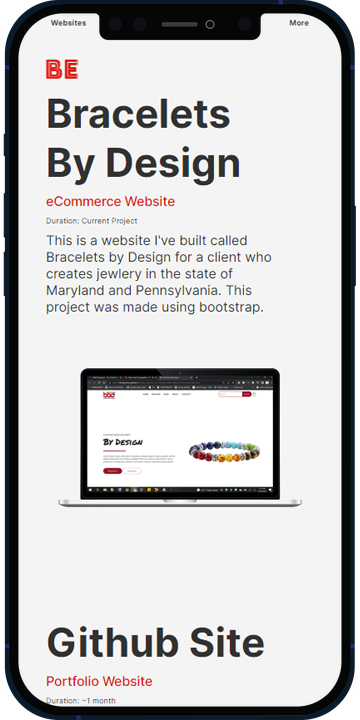 Websites
More
BE
Bracelets
By Design
eCommerce Website
Duration: Current Project
This is a website I've built called
Bracelets by Design for a client who
creates jewlery in the state of
Maryland and Pennsylvania. This
project was made using bootstrap.
By Design
Github Site
Portfolio Website
Duration: ~1 month